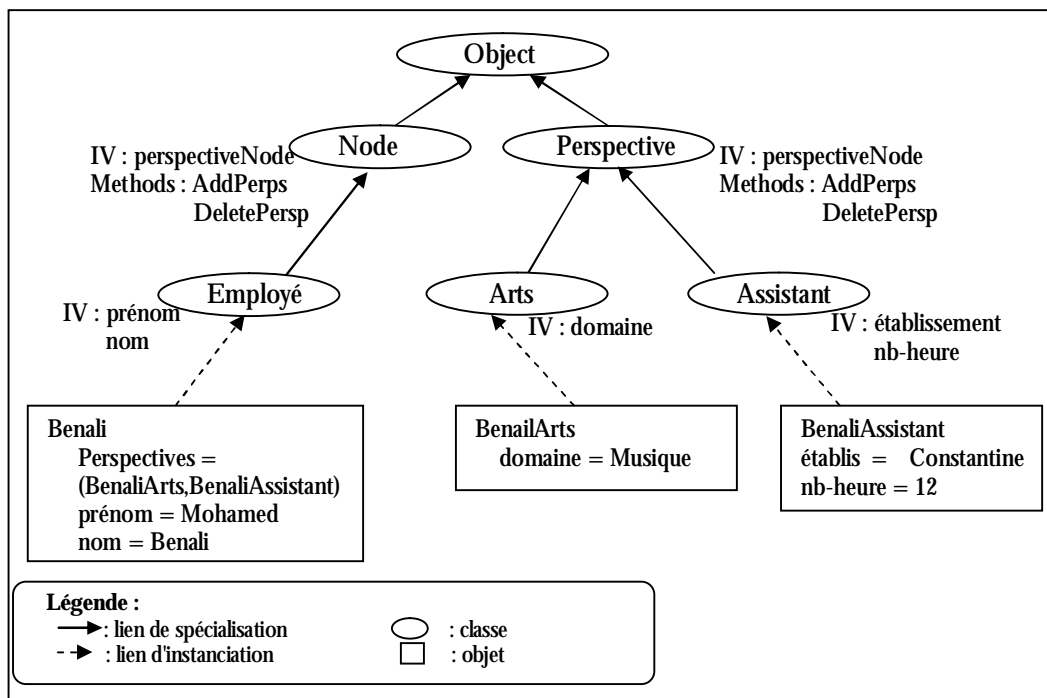 Object
Node
Perspective
IV : perspectiveNode
Methods : AddPerps
DeletePersp
IV : perspectiveNode
Methods : AddPerps
DeletePersp
Employé
Arts
Assistant
IV : prénom
nom
IV : domaine
IV : établissement
nb-heure
Benali
Perspectives =
(BenaliArts,BenaliAssistant)
prénom = Mohamed
nom = Benali
BenailArts
domaine = Musique
BenaliAssistant
établis = Constantine
nb-heure = 12
Légende :
: lien de spécialisation
: classe
: lien d'instanciation
: objet